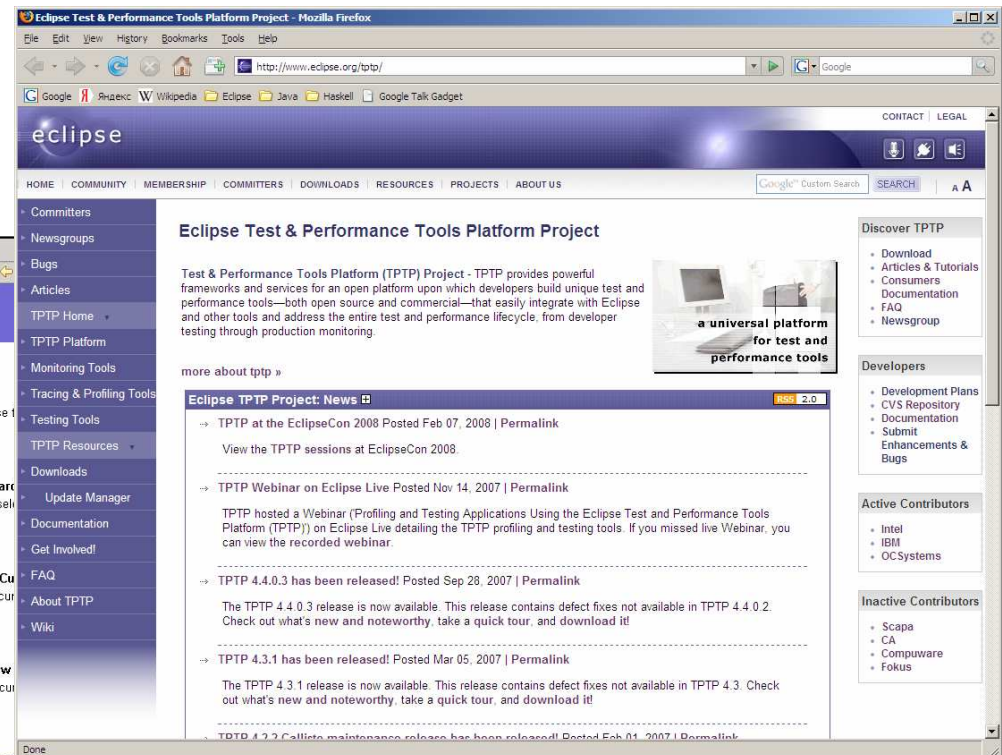 Eclipse Test & Performance Tools Platform Project - Mozilla Firefox
File Edit View History Bookmarks Tools Help
http://www.eclipse.org/tptp/
Google
Google Яндекс Wikipedia Eclipse Java Haskell Google Talk Gadget
CONTACT LEGAL
eclipse
HOME COMMUNITY MEMBERSHIP COMMITTERS DOWNLOADS RESOURCES PROJECTS ABOUT US
Google™ Custom Search SEARCH A A
Committers
Newsgroups
Bugs
Articles
TPTP Home
TPTP Platform
Monitoring Tools
Tracing & Profiling Tools
Testing Tools
TPTP Resources
Downloads
Update Manager
Documentation
Get Involved!
FAQ
About TPTP
Wiki
Eclipse Test & Performance Tools Platform Project
Test & Performance Tools Platform (TPTP) Project - TPTP provides powerful
frameworks and services for an open platform upon which developers build unique test and
performance tools—both open source and commercial—that easily integrate with Eclipse
and other tools and address the entire test and performance lifecycle, from developer
testing through production monitoring.
a universal platform
for test and
performance tools
more about tptp »
Eclipse TPTP Project: News
RSS 2.0
TPTP at the EclipseCon 2008 Posted Feb 07, 2008 | Permalink
View the TPTP sessions at EclipseCon 2008.
TPTP Webinar on Eclipse Live Posted Nov 14, 2007 | Permalink
TPTP hosted a Webinar ('Profiling and Testing Applications Using the Eclipse Test and Performance Tools
Platform (TPTP)') on Eclipse Live detailing the TPTP profiling and testing tools. If you missed live Webinar, you
can view the recorded webinar.
TPTP 4.4.0.3 has been released! Posted Sep 28, 2007 | Permalink
The TPTP 4.4.0.3 release is now available. This release contains defect fixes not available in TPTP 4.4.0.2.
Check out what's new and noteworthy, take a quick tour, and download it!
TPTP 4.3.1 has been released! Posted Mar 05, 2007 | Permalink
The TPTP 4.3.1 release is now available. This release contains defect fixes not available in TPTP 4.3. Check
out what's new and noteworthy, take a quick tour, and download it!
TPTP 4.2.2 Callisto maintenance release has been released! Posted Feb 01, 2007 | Permalink
Discover TPTP
Download
Articles & Tutorials
Consumers
Documentation
FAQ
Newsgroup
Developers
Development Plans
CVS Repository
Documentation
Submit
Enhancements &
Bugs
Active Contributors
Intel
IBM
OCSystems
Inactive Contributors
Scapa
CA
Compuware
Fokus
Done